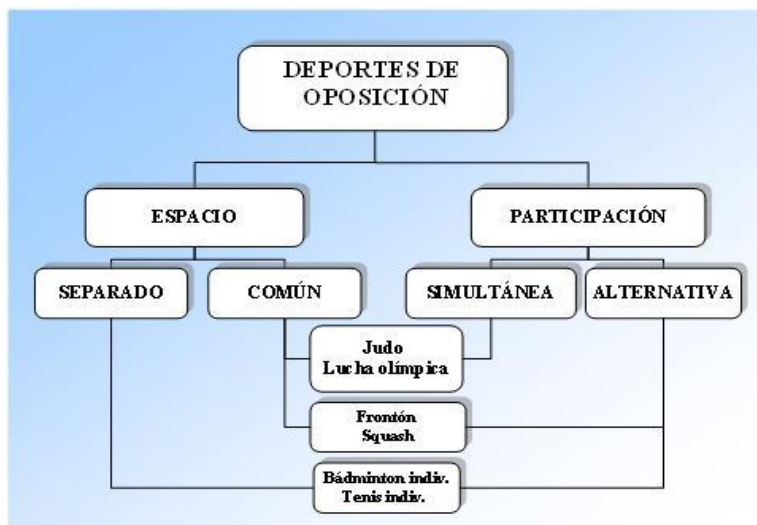 DEPORTES DE
OPOSICIÓN
ESPACIO
PARTICIPACIÓN
SEPARADO
COMÚN
SIMULTÁNEA
ALTERNATIVA
Judo
Lucha olímpica
Frontón
Squash
Bádminton indiv.
Tenis indiv.